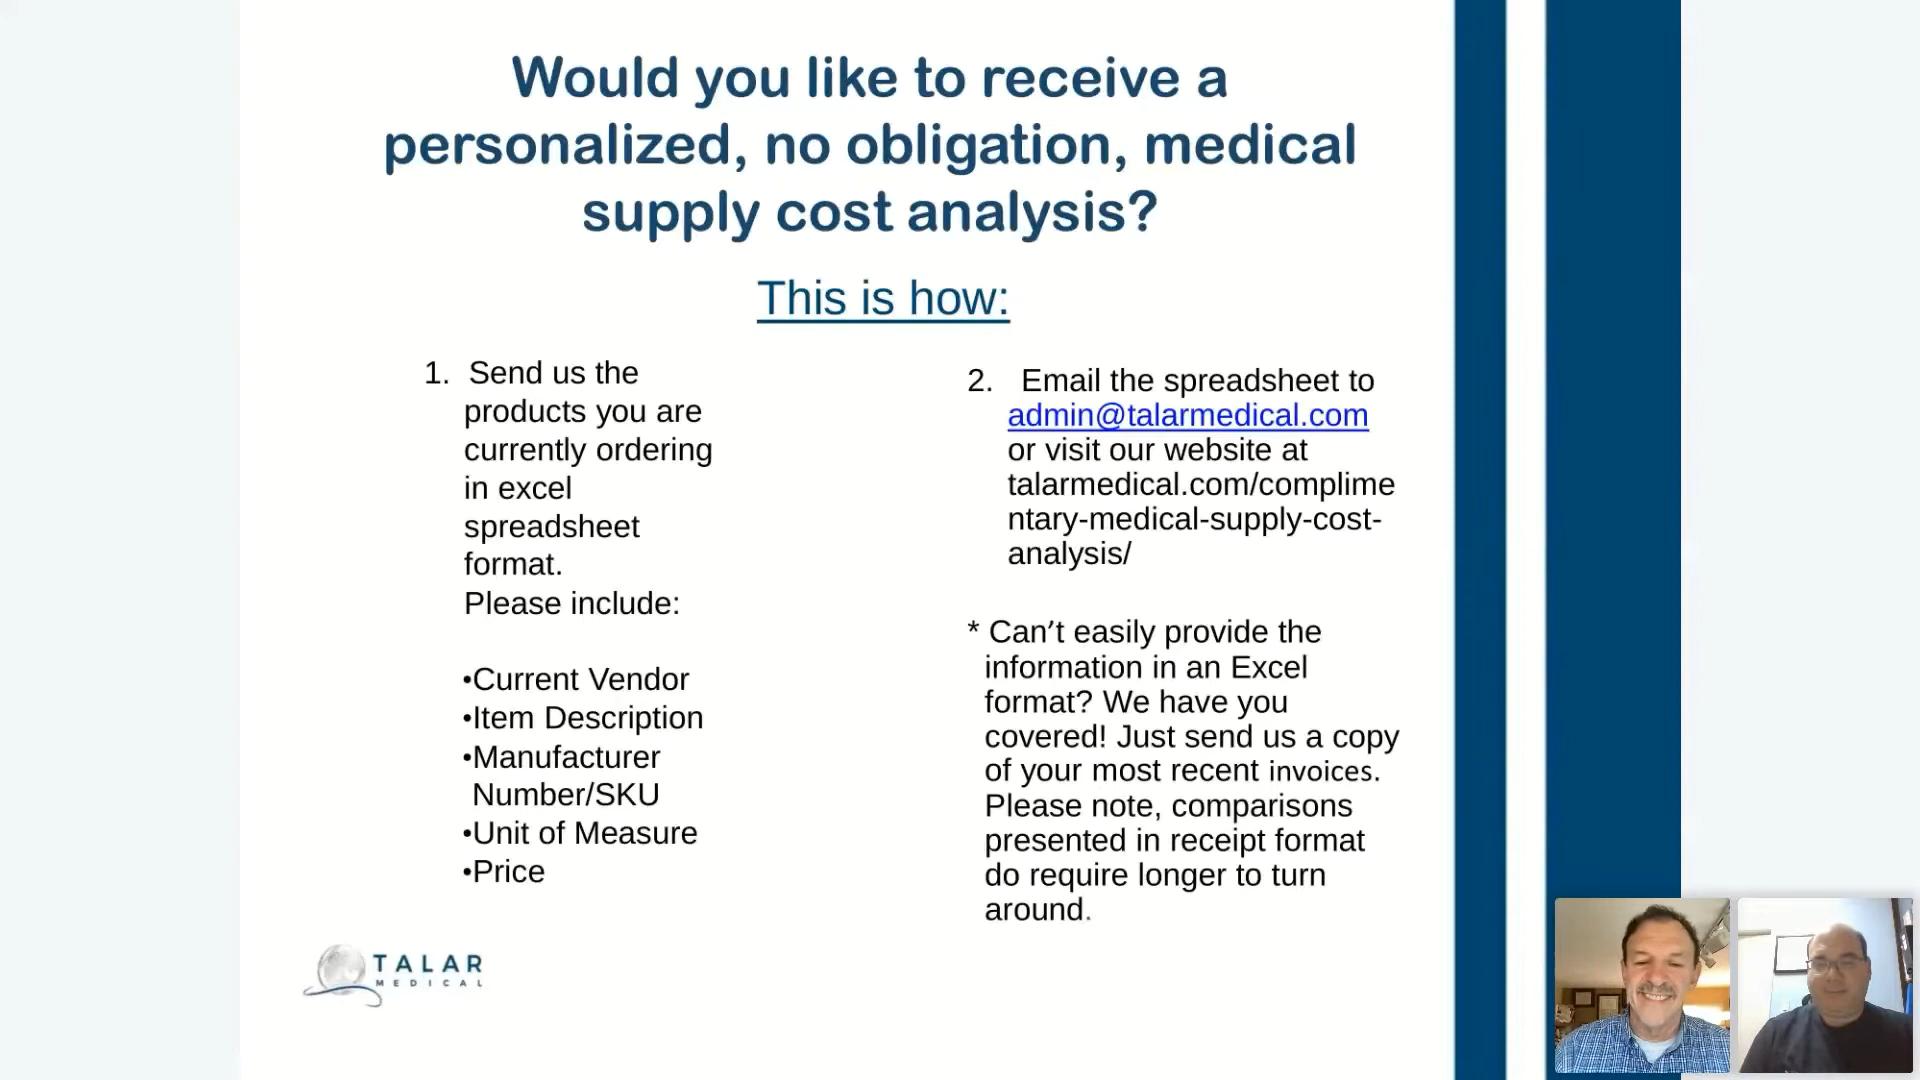 Would you like to receive a
personalized, no obligation, medical
supply cost analysis?
This is how:
1. Send us the
products you are
currently ordering
in excel
spreadsheet
format.
Please include:
•Current Vendor
•Item Description
•Manufacturer
Number/SKU
•Unit of Measure
•Price
2. Email the spreadsheet to
admin@talarmedical.com
or visit our website at
talarmedical.com/complime
ntary-medical-supply-cost-
analysis/
* Can’t easily provide the
information in an Excel
format? We have you
covered! Just send us a copy
of your most recent invoices.
Please note, comparisons
presented in receipt format
do require longer to turn
around.
TALAR
MEDICAL